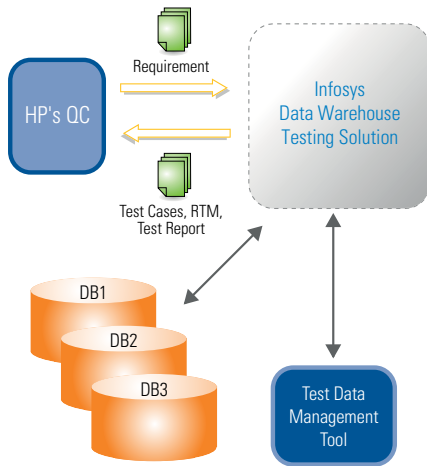 Requirement
HP's QC
Infosys
Data Warehouse
Testing Solution
Test Cases, RTM,
Test Report
DB1
DB2
DB3
Test Data
Management
Tool